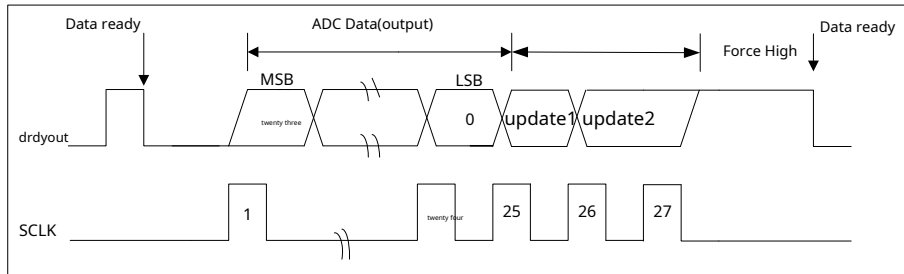 Data ready
ADC Data(output)
Force High
Data ready
MSB
LSB
drdyout
twenty three
0
update1
update2
SCLK
1
twenty four
25
26
27